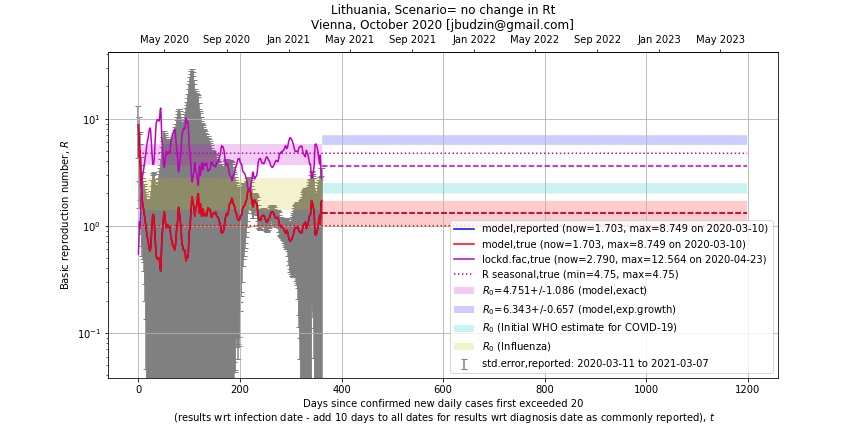 Lithuania, Scenario= no change in Rt
Vienna, October 2020 [jbudzin@gmail.com]
May 2020 Sep 2020 Jan 2021 May 2021 Sep 2021 Jan 2022 May 2022 Sep 2022 Jan 2023 May 2023
Basic reproduction number, R
10¹
10⁰
10⁻¹
model,reported (now=1.703, max=8.749 on 2020-03-10)
model,true (now=1.703, max=8.749 on 2020-03-10)
lockd.fac,true (now=2.790, max=12.564 on 2020-04-23)
R seasonal,true (min=4.75, max=4.75)
R₀=4.751+/-1.086 (model,exact)
R₀=6.343+/-0.657 (model,exp.growth)
R₀ (Initial WHO estimate for COVID-19)
R₀ (Influenza)
std.error,reported: 2020-03-11 to 2021-03-07
0 200 400 600 800 1000 1200
Days since confirmed new daily cases first exceeded 20
(results wrt infection date - add 10 days to all dates for results wrt diagnosis date as commonly reported), t